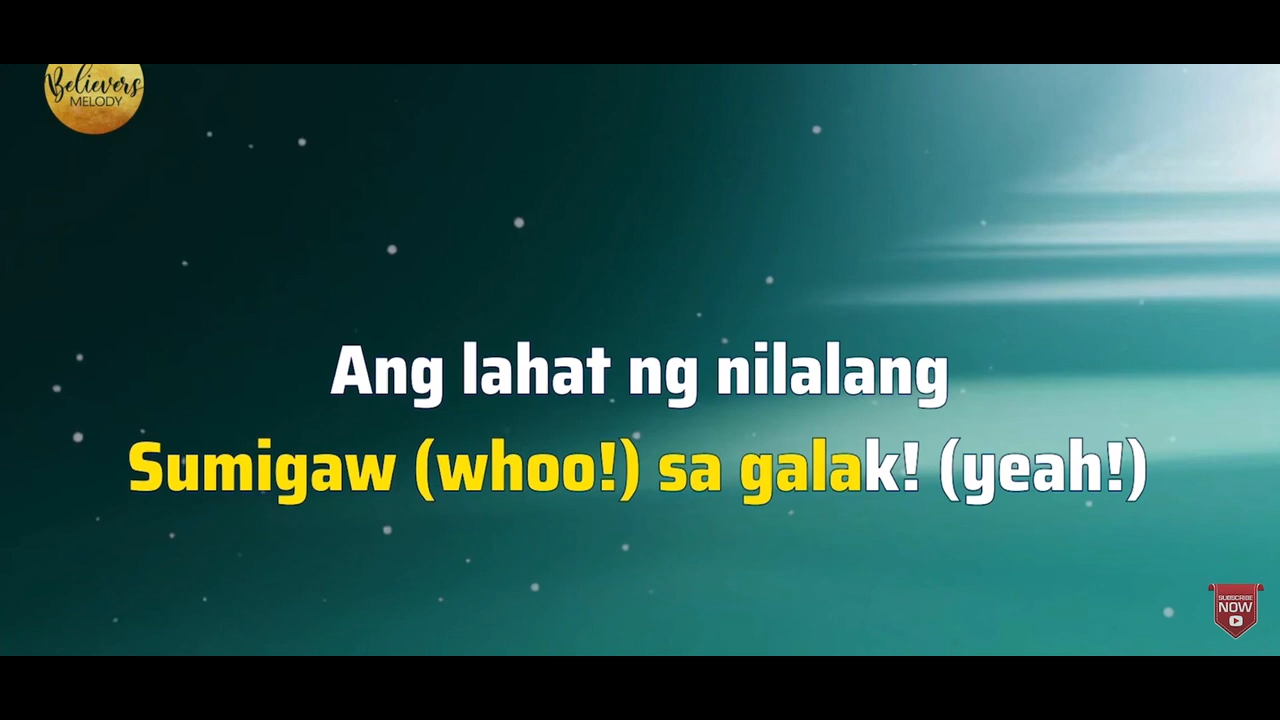 Believers
MELODY
Ang lahat ng nilalang
Sumigaw (whoo!) sa galak! (yeah!)
SUBSCRIBE
NOW